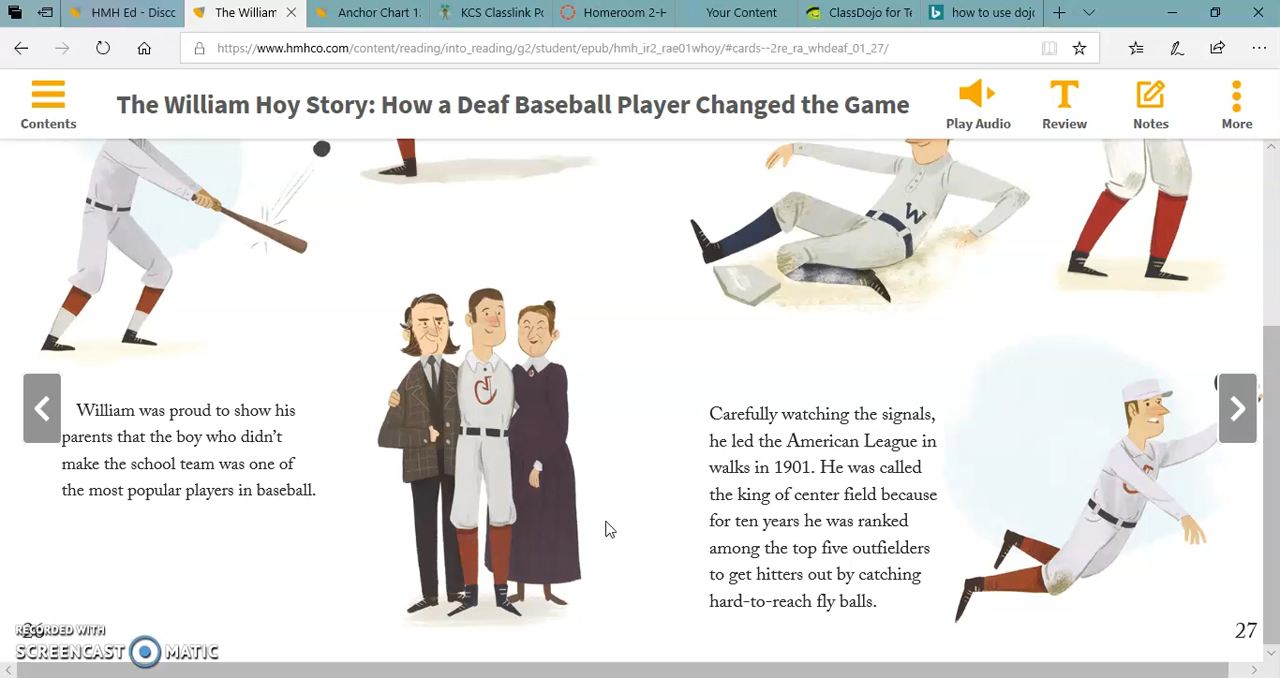 HMH Ed - Discc
The William
Anchor Chart 1.
KCS Classlink Po
Homeroom 2-H
Your Content
ClassDojo for Te
how to use dojo
https://www.hmhco.com/content/reading/into_reading/g2/student/epub/hmh_ir2_rae01whoy/#cards--2re_ra_whdeaf_01_27/
Contents
The William Hoy Story: How a Deaf Baseball Player Changed the Game
Play Audio
Review
Notes
More
W
C
William was proud to show his
parents that the boy who didn't
make the school team was one of
the most popular players in baseball.
Carefully watching the signals,
he led the American League in
walks in 1901. He was called
the king of center field because
for ten years he was ranked
among the top five outfielders
to get hitters out by catching
hard-to-reach fly balls.
27
RECORDED WITH
SCREENCAST MATIC